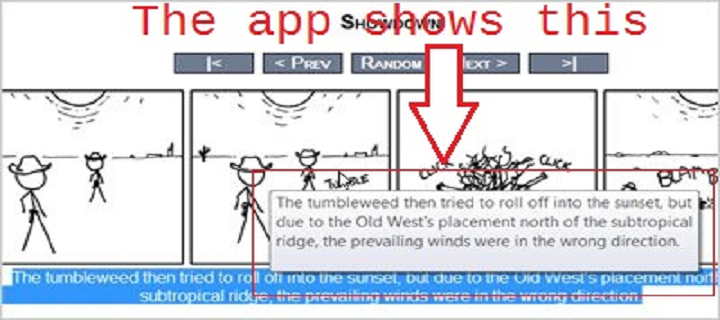 The app shows this
SHOWDOWN
|< < PREV RANDOM NEXT > >|
CLICK CLICK
TUMBLE BLAMB
The tumbleweed then tried to roll off into the sunset, but
due to the Old West's placement north of the subtropical
ridge, the prevailing winds were in the wrong direction.
The tumbleweed then tried to roll off into the sunset, but due to the Old West's placement north
subtropical ridge, the prevailing winds were in the wrong direction.